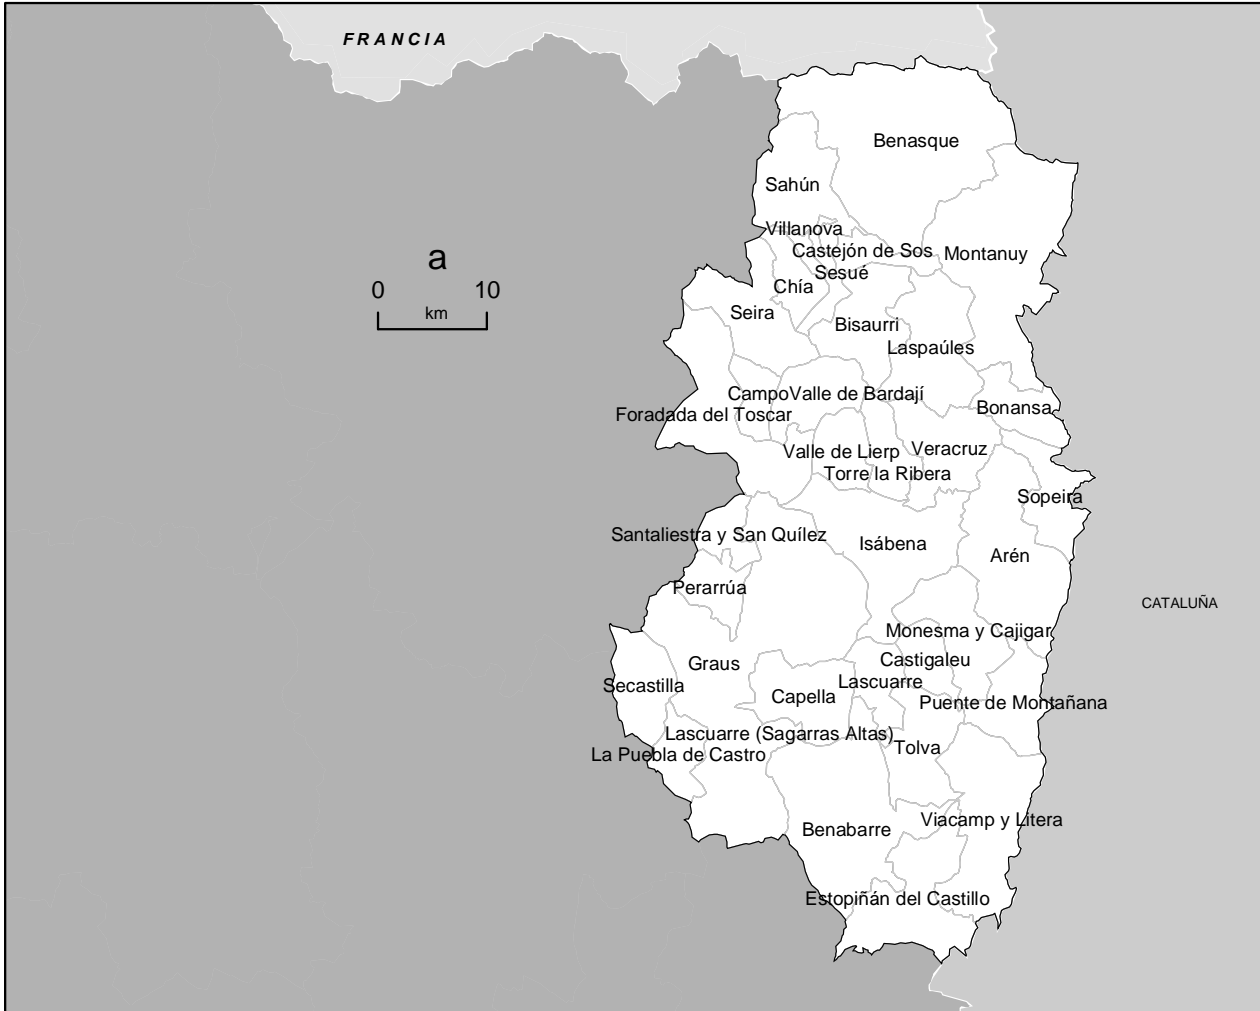 FRANCIA
Benasque
Sahún
Villanova
Castejón de Sos
Montanuy
a
Sesué
Chía
0 10
km
Seira
Bisaurri
Laspaúles
Campo
Valle de Bardají
Bonansa
Foradada del Toscar
Valle de Lierp
Veracruz
Torre la Ribera
Sopeira
Santaliestra y San Quílez
Isábena
Arén
Perarrúa
CATALUÑA
Monesma y Cajigar
Graus
Castigaleu
Secastilla
Lascuarre
Capella
Puente de Montañana
Lascuarre (Sagarras Altas)
Tolva
La Puebla de Castro
Viacamp y Litera
Benabarre
Estopiñán del Castillo